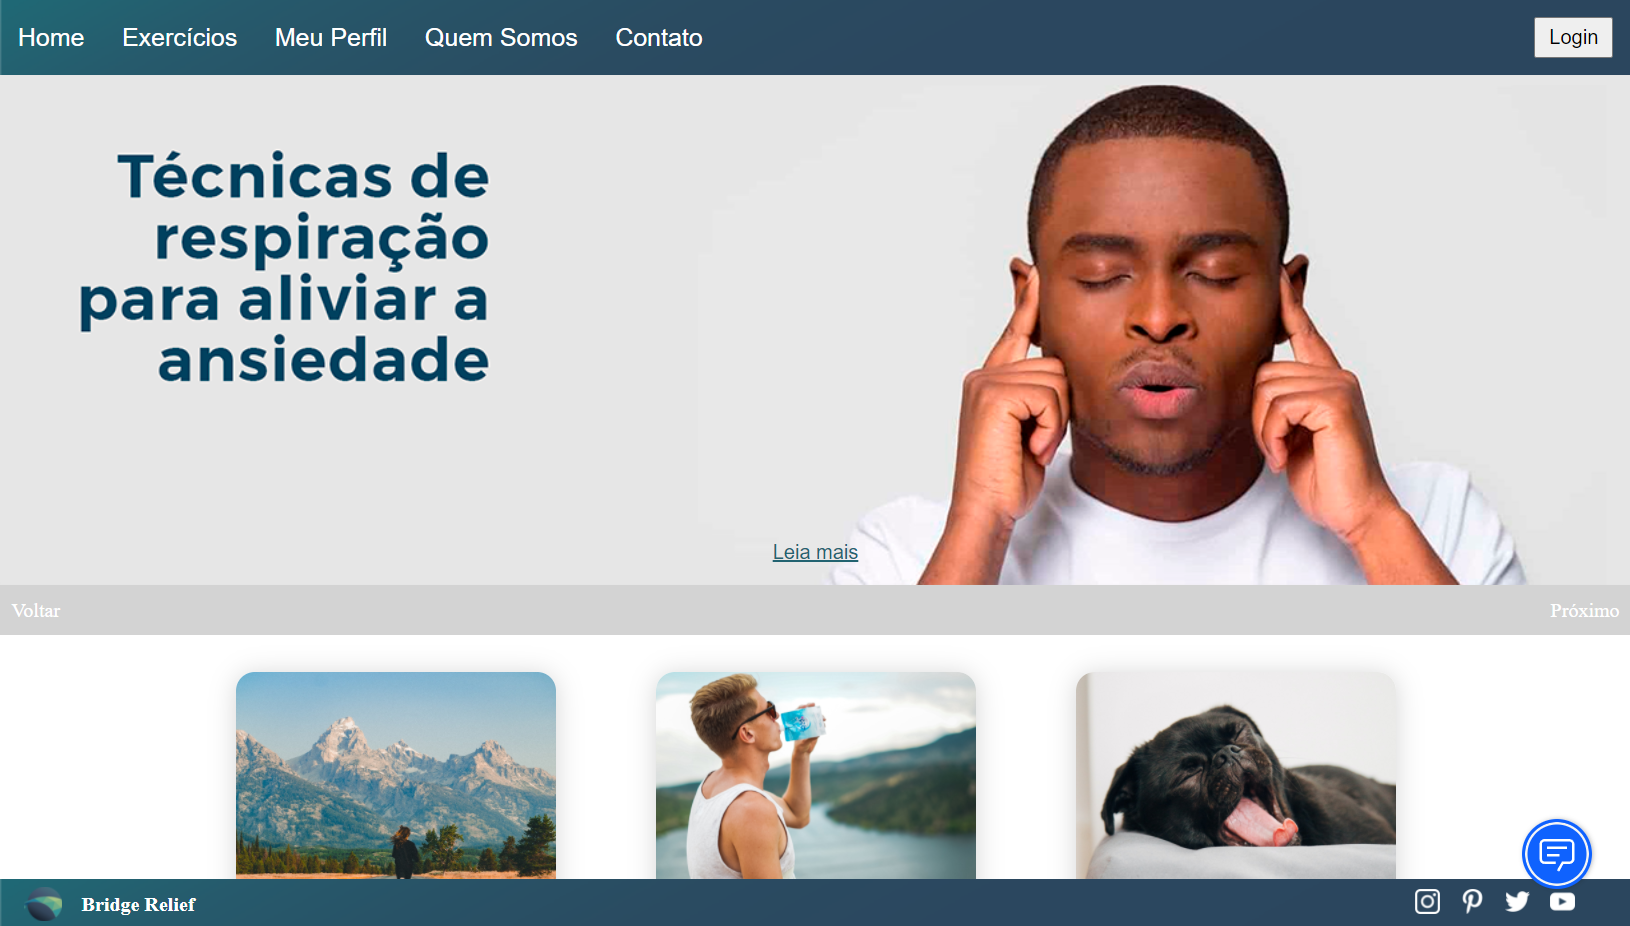 Home Exercícios Meu Perfil Quem Somos Contato Login
Técnicas de
respiração
para aliviar a
ansiedade
Leia mais
Voltar Próximo
Bridge Relief